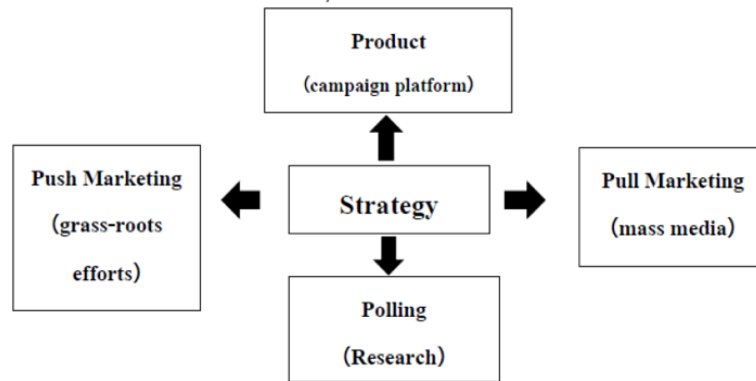 Product
(campaign platform)
Push Marketing
(grass-roots
efforts)
Strategy
Pull Marketing
(mass media)
Polling
(Research)